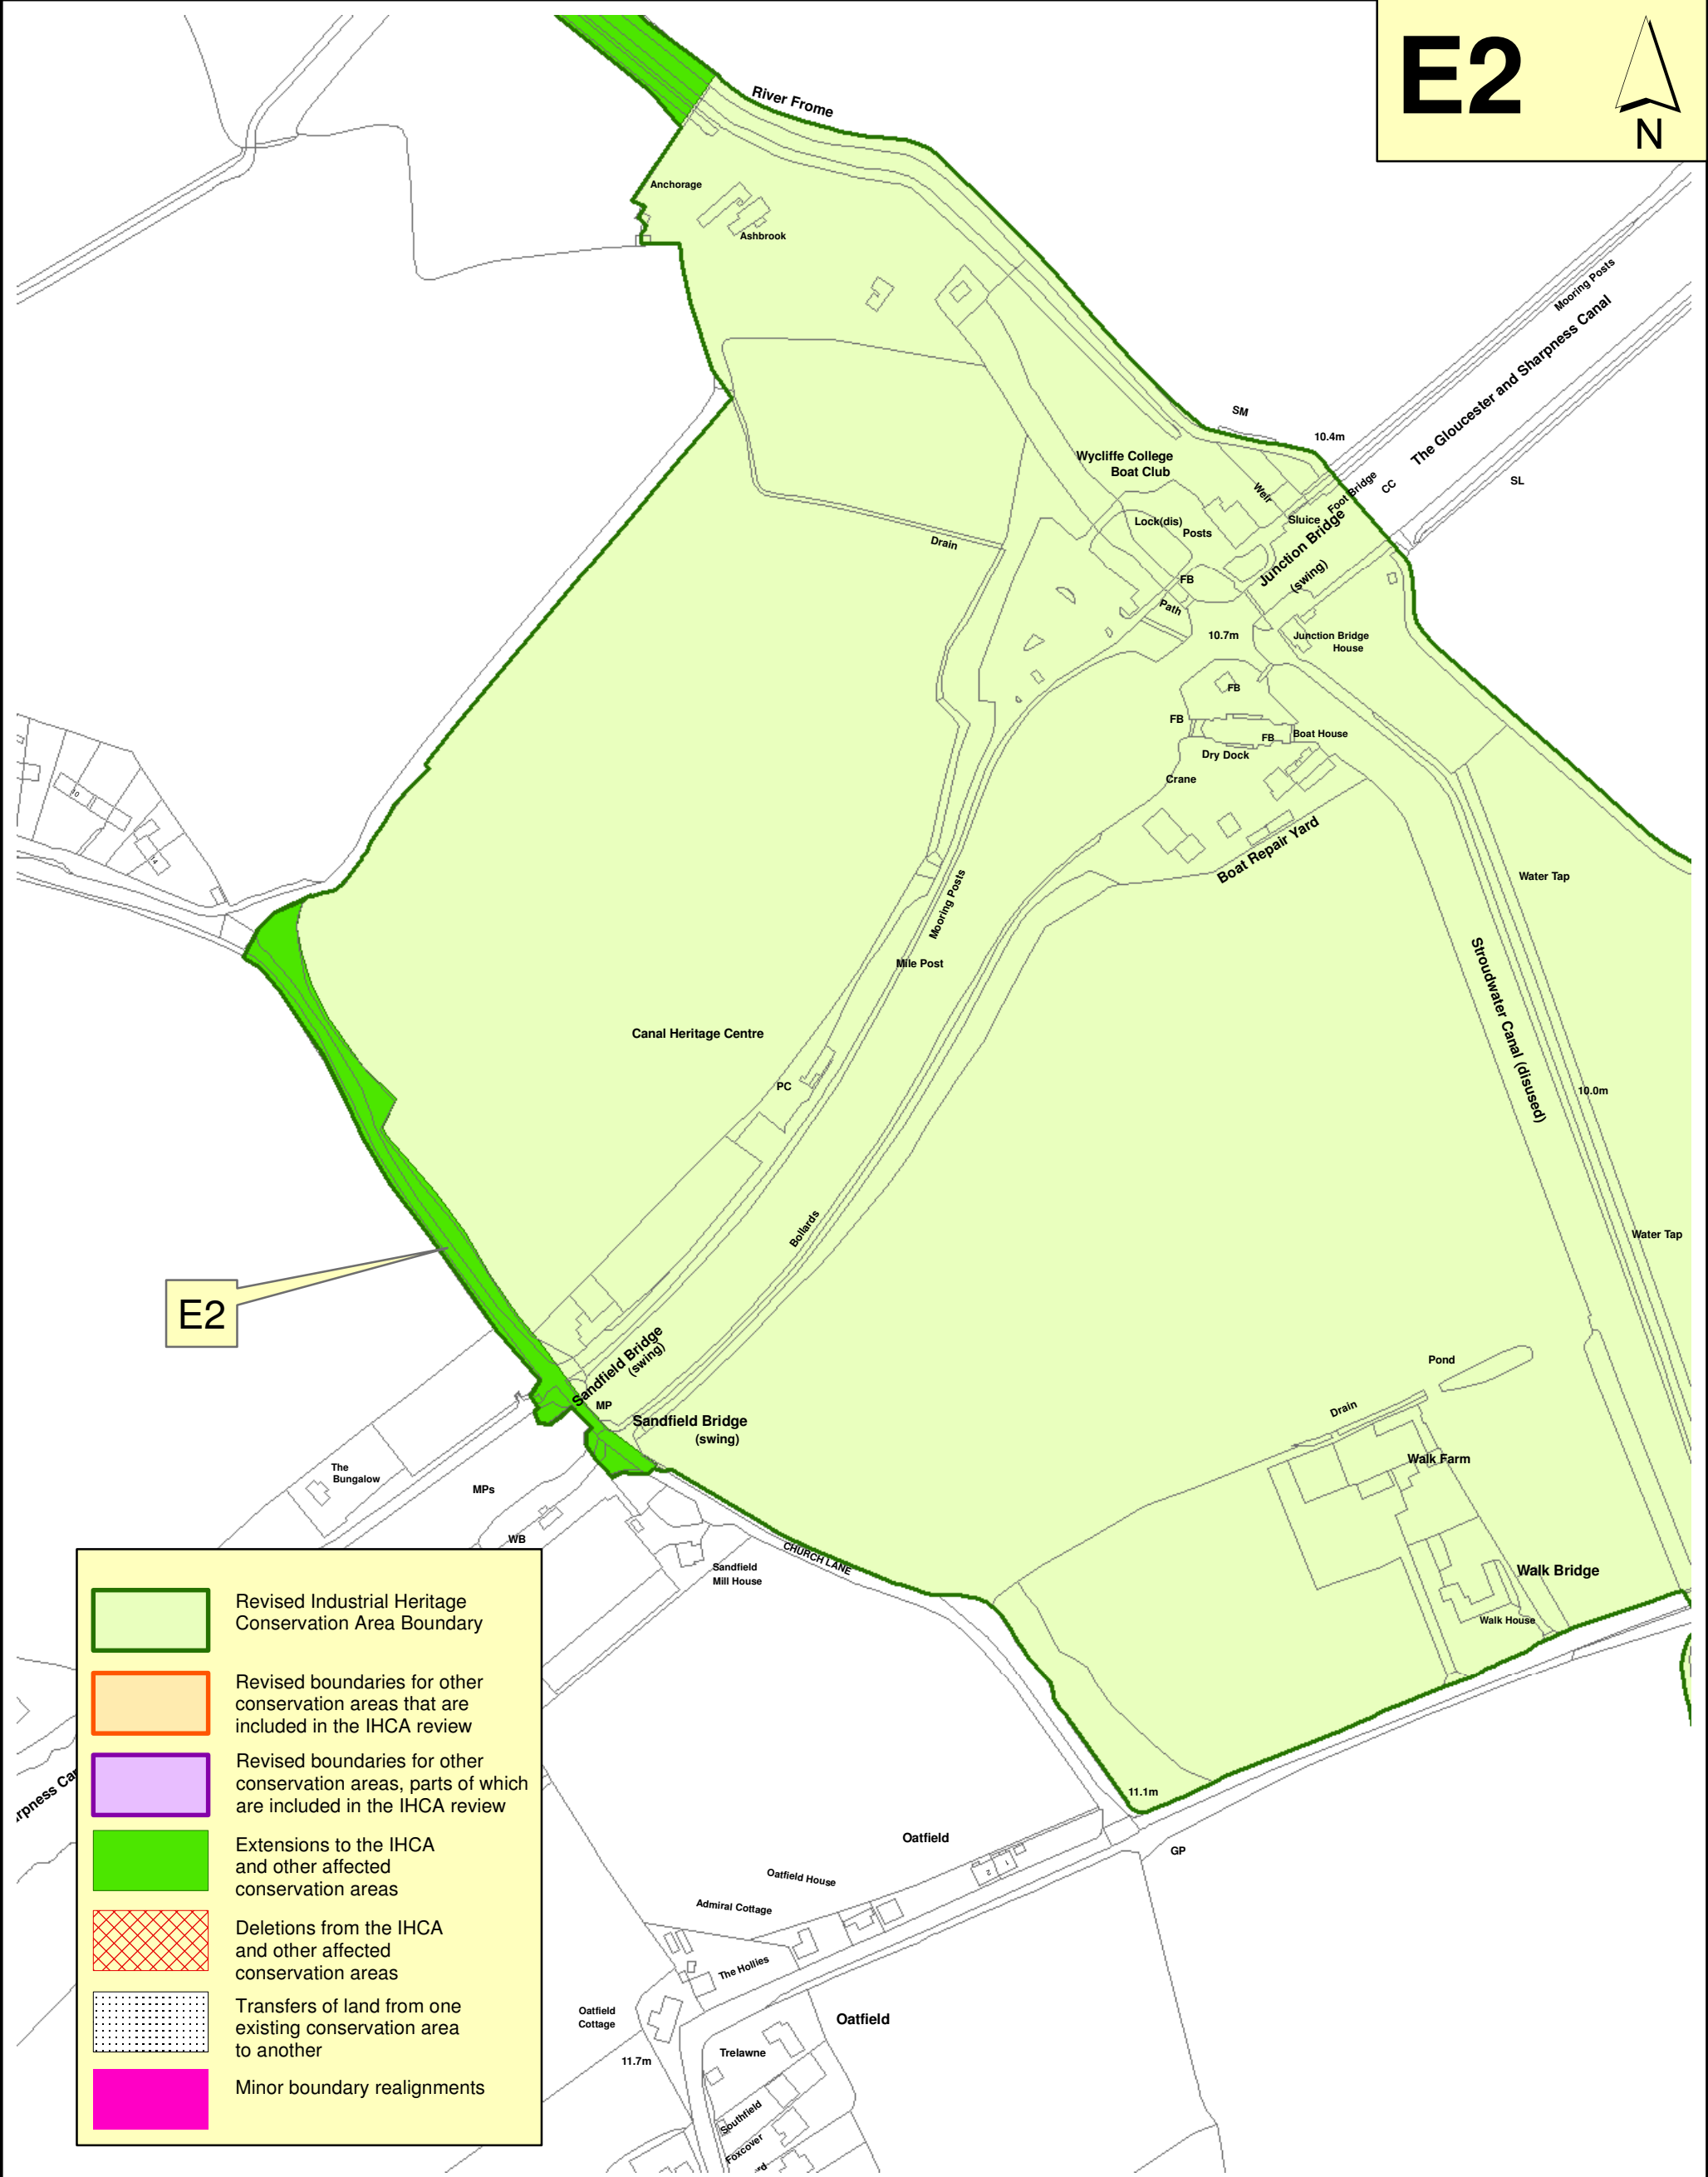 E2
N
River Frome
Anchorage
Ashbrook
Mooring Posts
The Gloucester and Sharpness Canal
SM
10.4m
Wycliffe College
Boat Club
SL
CC
Foot Bridge
Weir
Sluice
Lock(dis)
Posts
Junction Bridge
(swing)
Drain
FB
Path
10.7m
Junction Bridge
House
FB
FB
FB
Boat House
Dry Dock
Crane
Boat Repair Yard
Water Tap
Mooring Posts
Mile Post
Stroudwater Canal (disused)
Canal Heritage Centre
PC
10.0m
Bollards
Water Tap
E2
Sandfield Bridge
(swing)
MP
Sandfield Bridge
(swing)
Pond
Drain
Walk Farm
The
Bungalow
MPs
WB
CHURCH LANE
Sandfield
Mill House
Walk Bridge
Walk House
11.1m
GP
Oatfield
Oatfield House
Admiral Cottage
2
The Hollies
Oatfield
Cottage
Oatfield
11.7m
Trelawne
Southfield
Foxcover
rpness Ca
Revised Industrial Heritage
Conservation Area Boundary
Revised boundaries for other
conservation areas that are
included in the IHCA review
Revised boundaries for other
conservation areas, parts of which
are included in the IHCA review
Extensions to the IHCA
and other affected
conservation areas
Deletions from the IHCA
and other affected
conservation areas
Transfers of land from one
existing conservation area
to another
Minor boundary realignments